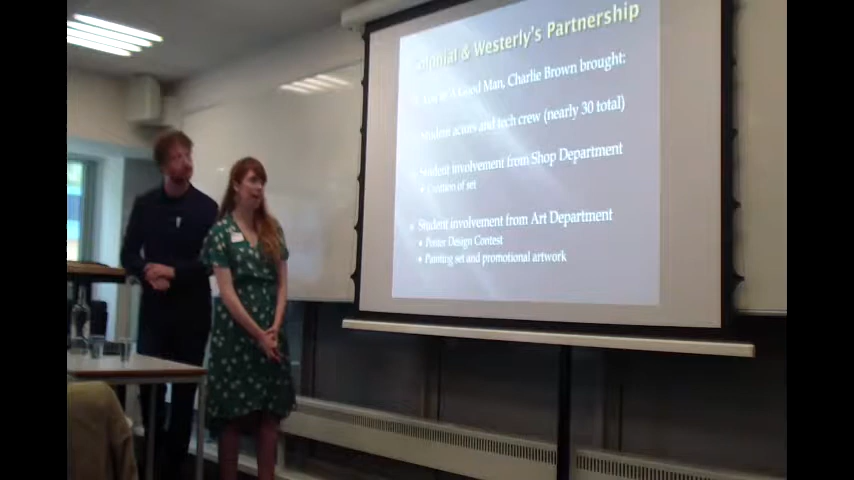 Colonial & Westerly's Partnership
You're A Good Man, Charlie Brown brought:
Student actors and tech crew (nearly 30 total)
Student involvement from Shop Department
Creation of set
Student involvement from Art Department
Poster Design Contest
Painting set and promotional artwork